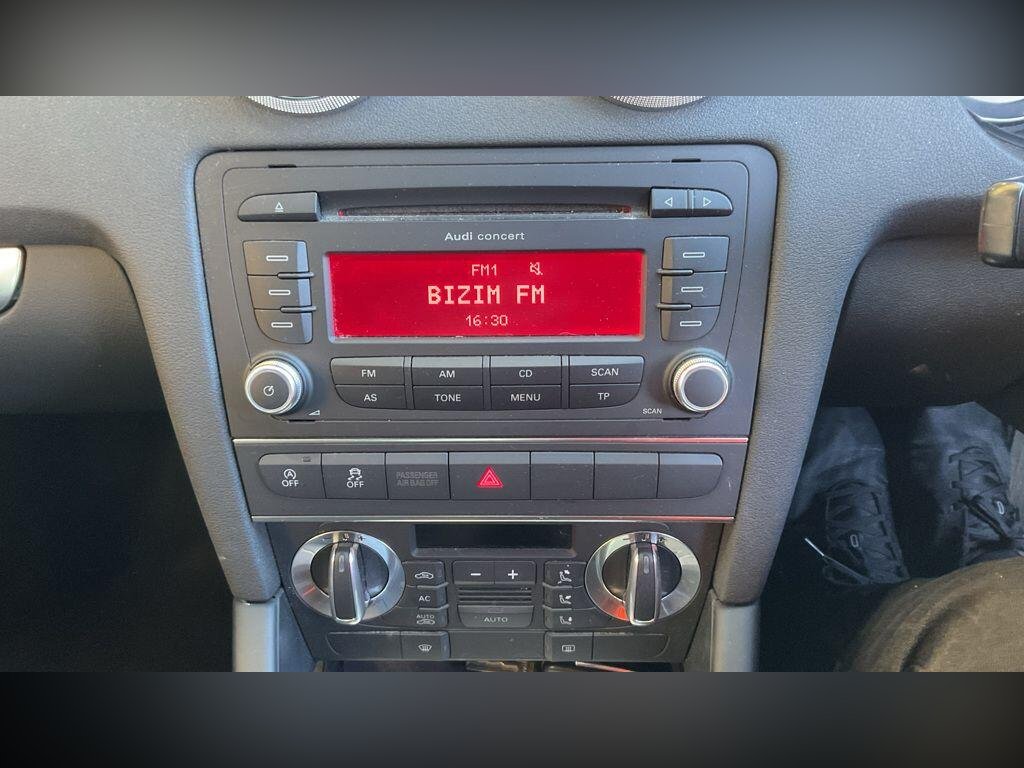 Audi concert
FM1
BIZIM FM
16:30
FM AM CD SCAN
AS TONE MENU TP
SCAN
OFF OFF PASSENGER AIR BAG OFF
− +
AC
AUTO
AUTO